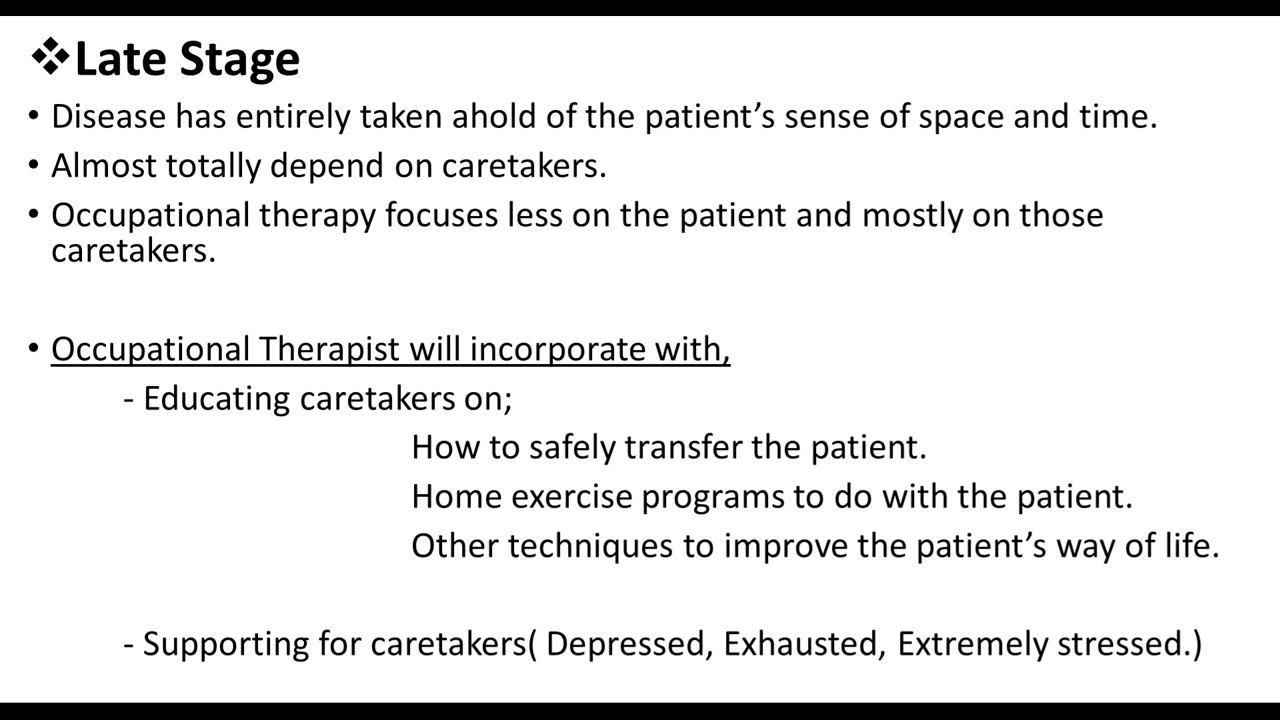 ❖Late Stage
• Disease has entirely taken ahold of the patient’s sense of space and time.
• Almost totally depend on caretakers.
• Occupational therapy focuses less on the patient and mostly on those
caretakers.
• Occupational Therapist will incorporate with,
- Educating caretakers on;
How to safely transfer the patient.
Home exercise programs to do with the patient.
Other techniques to improve the patient’s way of life.
- Supporting for caretakers( Depressed, Exhausted, Extremely stressed.)